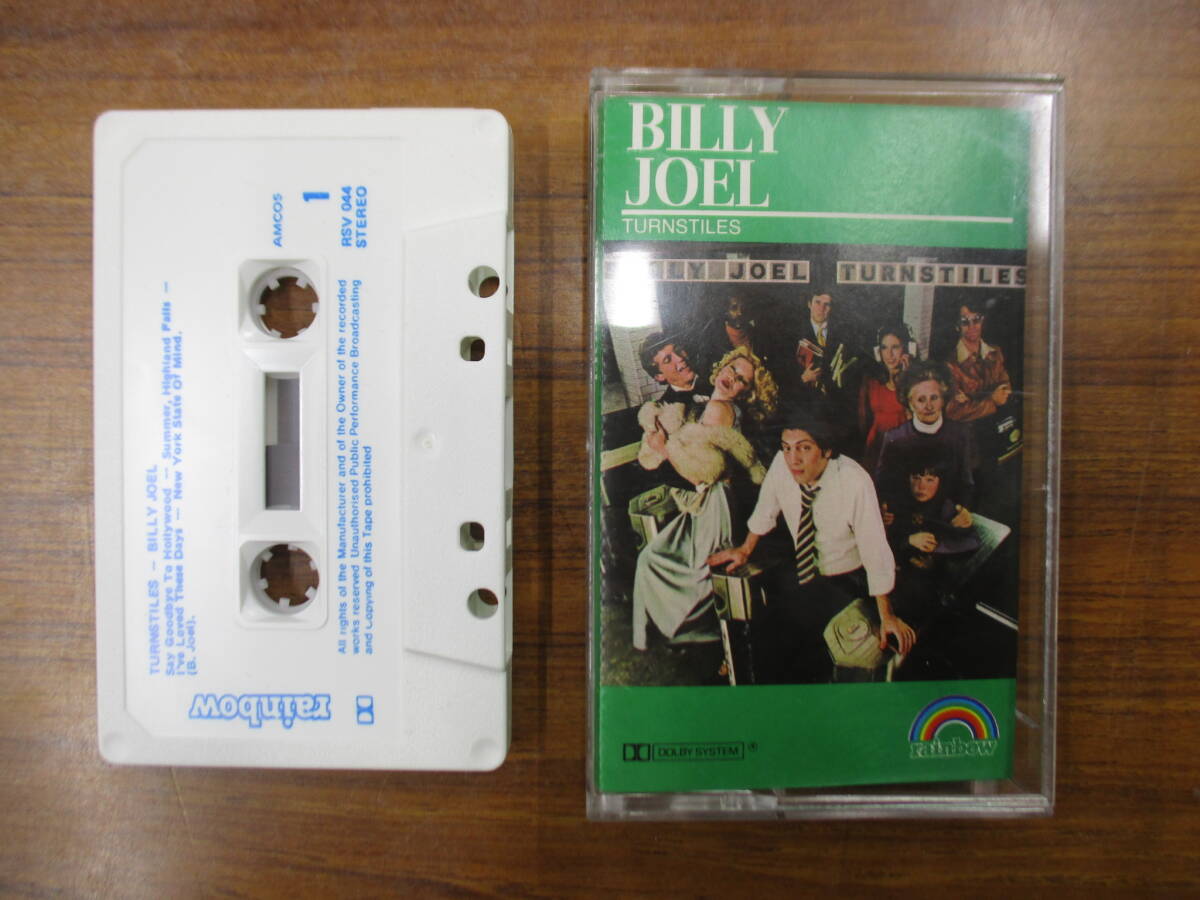 TURNSTILES — BILLY JOEL
Say Goodbye To Hollywood — Summer, Highland Falls —
I've Loved These Days — New York State Of Mind.
(B. Joel).
AMCOS
1
RSV 044
STEREO
All rights of the Manufacturer and of the Owner of the recorded
works reserved Unauthorised Public Performance Broadcasting
and Copying of this Tape prohibited
rainbow
BILLY
JOEL
TURNSTILES
BILLY JOEL TURNSTILES
DOLBY SYSTEM ®
rainbow